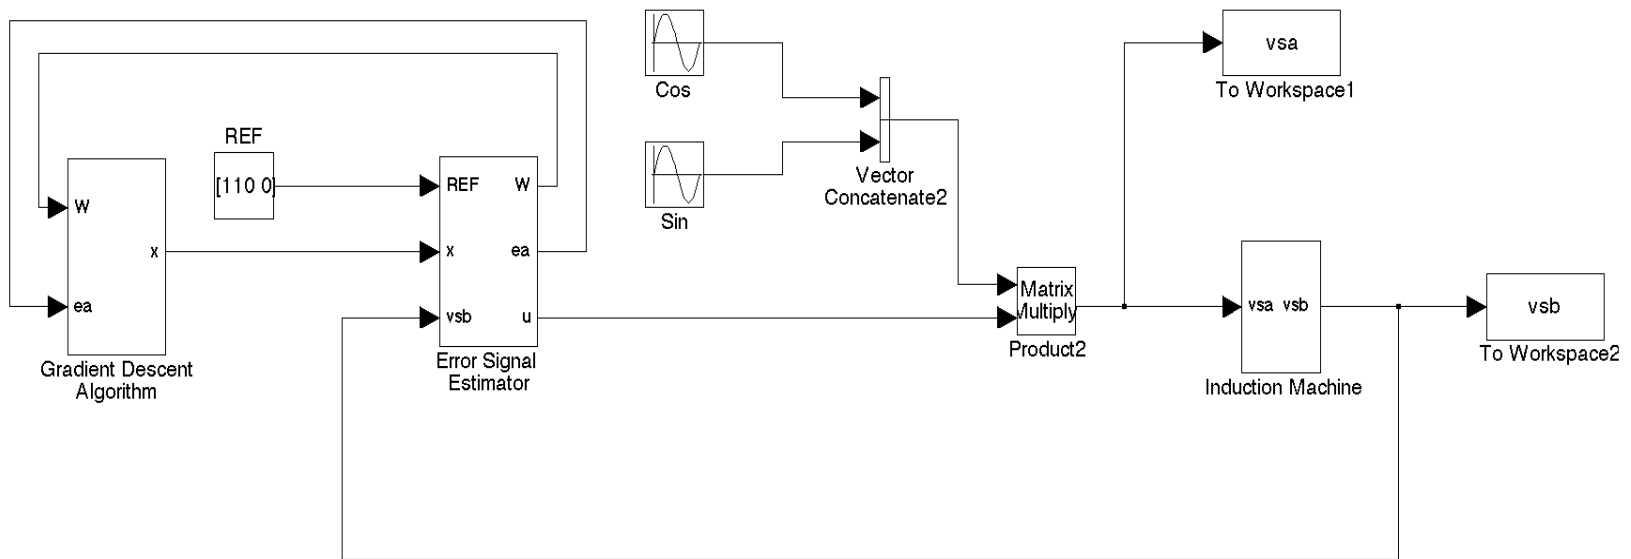 vsa
To Workspace1
Cos
REF
[110 0]
W
x
ea
Gradient Descent
Algorithm
REF
W
x
ea
vsb
u
Error Signal
Estimator
Sin
Vector
Concatenate2
Matrix
Multiply
Product2
vsa
vsb
Induction Machine
vsb
To Workspace2